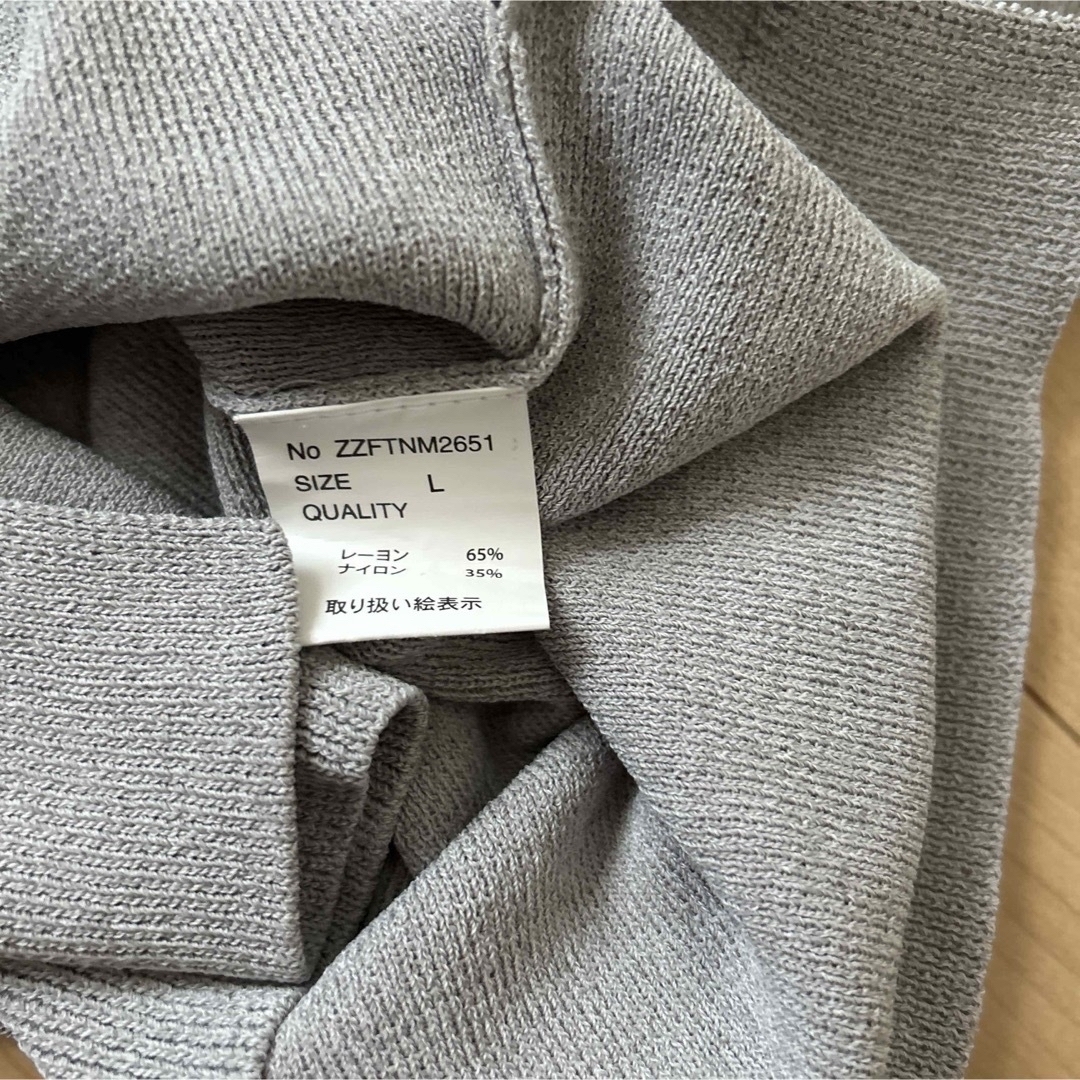 No ZZFTNM2651
SIZE L
QUALITY
レーヨン 65%
ナイロン 35%
取り扱い絵表示